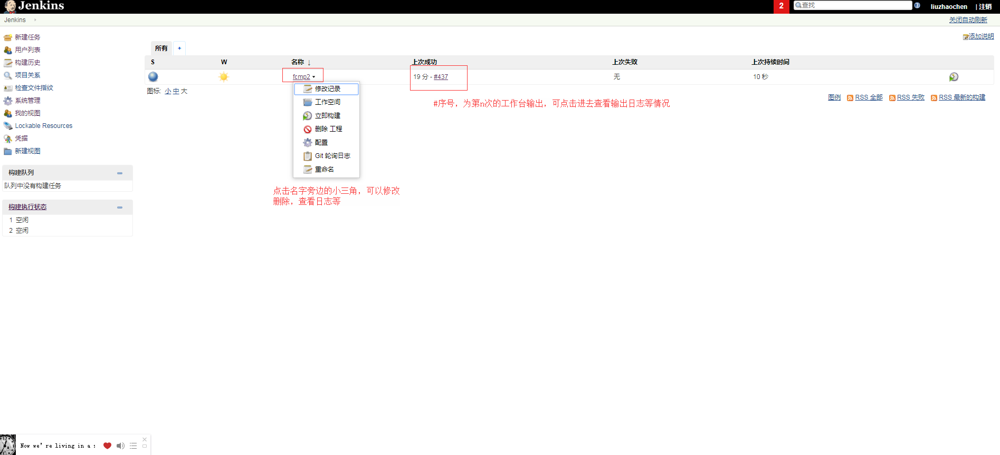 Jenkins
2
查找
liuzhaochen
| 注销
Jenkins
关闭自动刷新
新建任务
用户列表
构建历史
项目关系
检查文件指纹
系统管理
我的视图
Lockable Resources
凭据
新建视图
构建队列
队列中没有构建任务
构建执行状态
1 空闲
2 空闲
添加说明
所有 +
S W 名称 ↓ 上次成功 上次失败 上次持续时间
fcmp2 19 分 - #437 无 10 秒
图标: 小 中 大
修改记录
工作空间
立即构建
删除 工程
配置
Git 轮询日志
重命名
#序号，为第n次的工作台输出，可点击进去查看输出日志等情况
图例 RSS 全部 RSS 失败 RSS 最新的构建
点击名字旁边的小三角，可以修改
删除，查看日志等
Now we're living in a